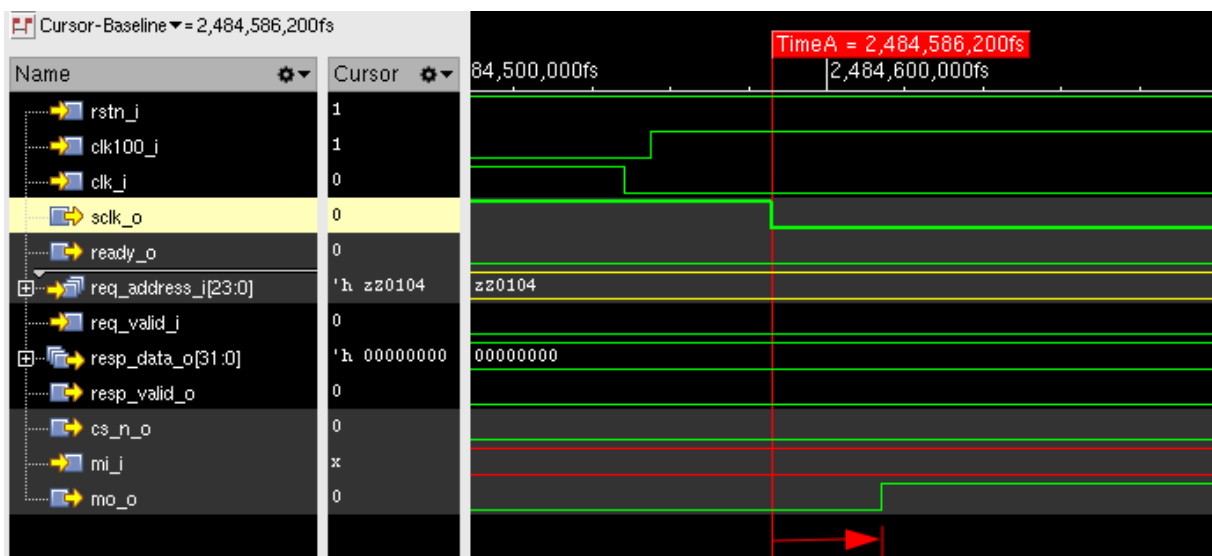 Cursor-Baseline▾= 2,484,586,200fs
TimeA = 2,484,586,200fs
Name Cursor 84,500,000fs 2,484,600,000fs
rstn_i 1
clk100_i 1
clk_i 0
sclk_o 0
ready_o 0
req_address_i[23:0] 'h zz0104 zz0104
req_valid_i 0
resp_data_o[31:0] 'h 00000000 00000000
resp_valid_o 0
cs_n_o 0
mi_i x
mo_o 0